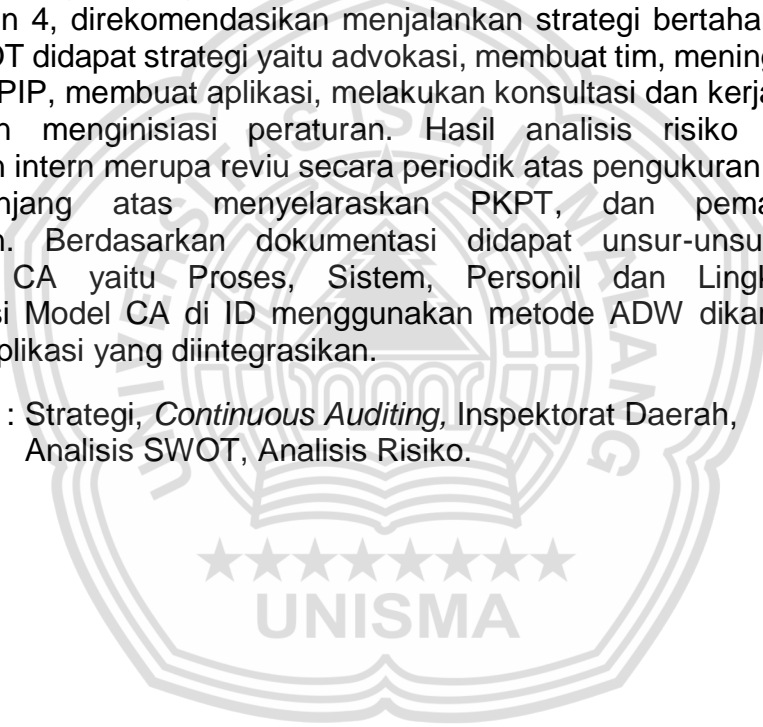 n 4, direkomendasikan menjalankan strategi bertaha
OT didapat strategi yaitu advokasi, membuat tim, mening
PIP, membuat aplikasi, melakukan konsultasi dan kerja
n menginisiasi peraturan. Hasil analisis risiko
n intern merupa reviu secara periodik atas pengukuran
njang atas menyelaraskan PKPT, dan pema
n. Berdasarkan dokumentasi didapat unsur-unsu
CA yaitu Proses, Sistem, Personil dan Lingk
si Model CA di ID menggunakan metode ADW dikar
plikasi yang diintegrasikan.
: Strategi, Continuous Auditing, Inspektorat Daerah,
Analisis SWOT, Analisis Risiko.
UNIVERSITAS ISLAM MALANG
UNISMA